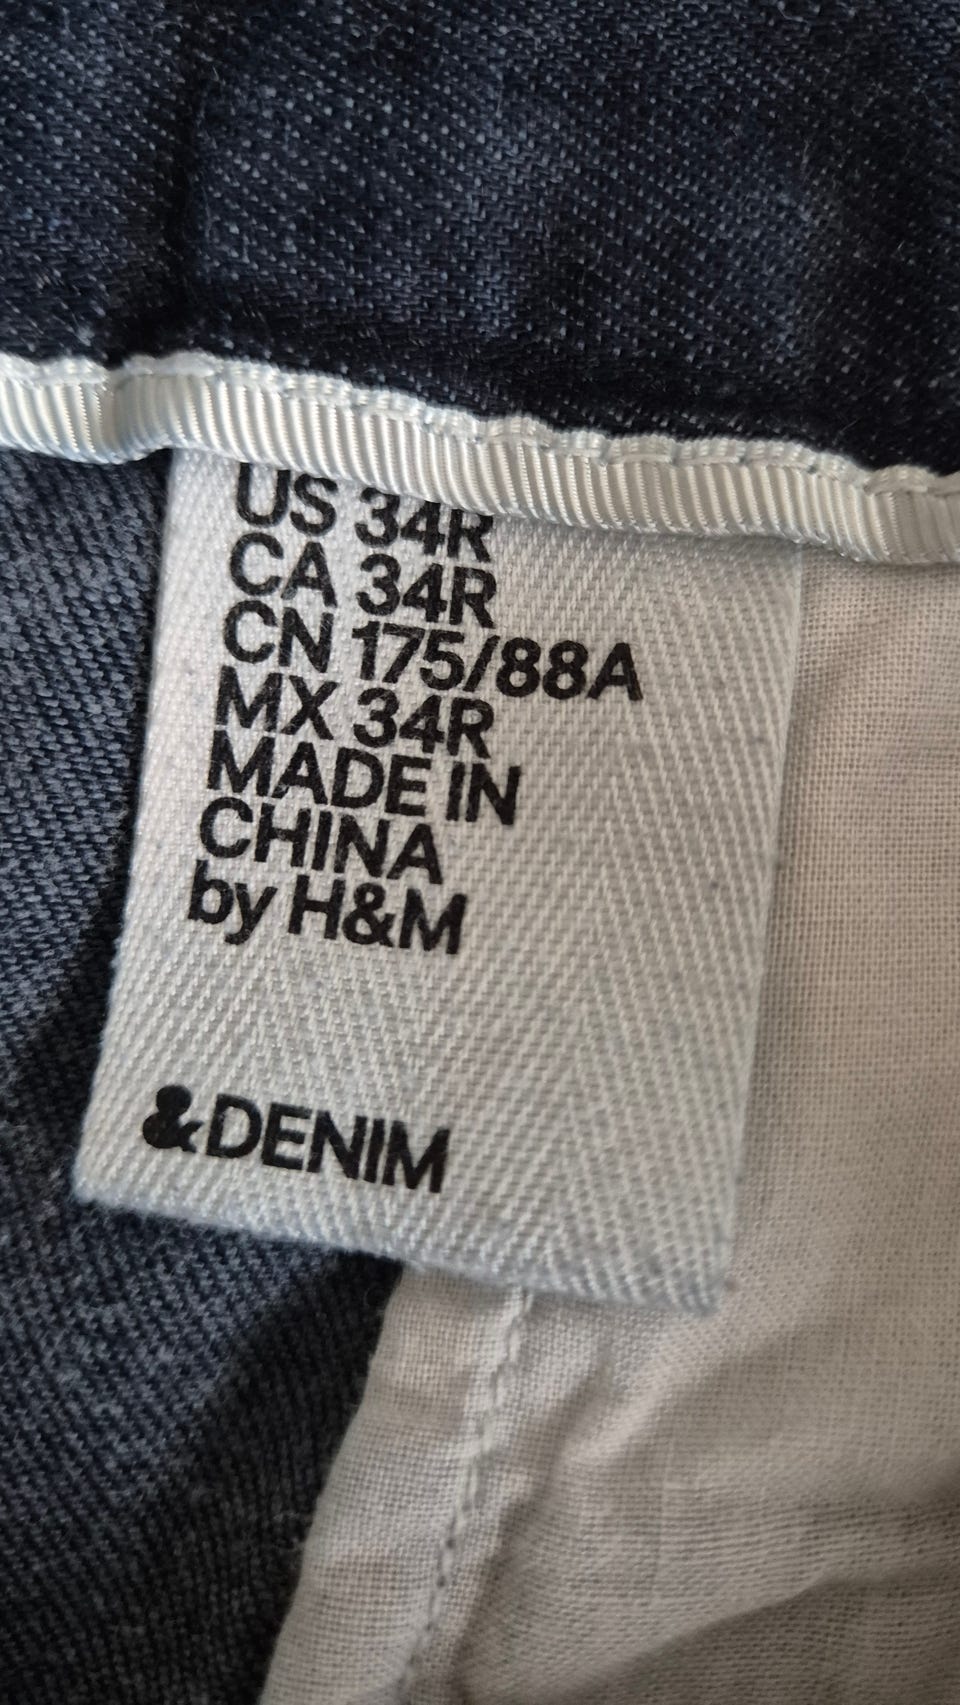 US 34R
CA 34R
CN 175/88A
MX 34R
MADE IN
CHINA
by H&M
&DENIM